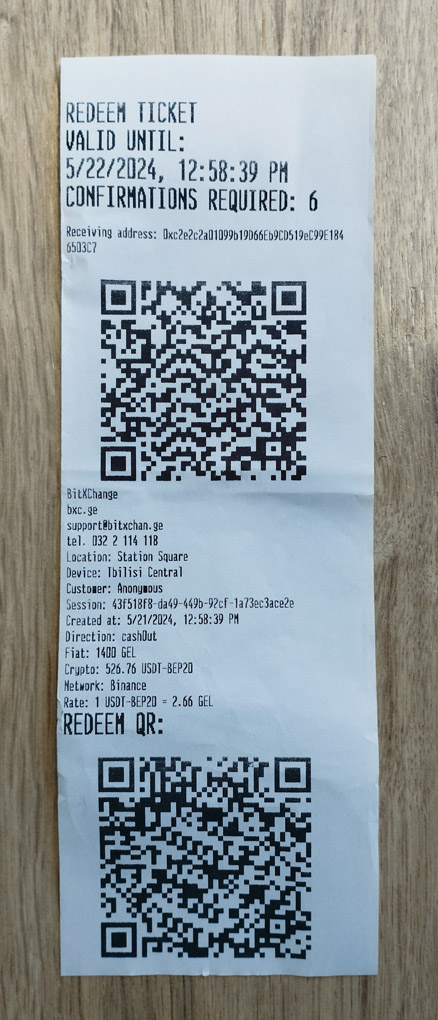 REDEEM TICKET
VALID UNTIL:
5/22/2024, 12:58:39 PM
CONFIRMATIONS REQUIRED: 6
Receiving address: 0xc2e2c2a01099b19D66Eb9CD519eC99E184
6503C7
BitXChange
bxc.ge
support@bitxchan.ge
tel. 032 2 114 118
Location: Station Square
Device: Tbilisi Central
Customer: Anonymous
Session: 43f518f8-da49-449b-92cf-1a73ec3ace2e
Created at: 5/21/2024, 12:58:39 PM
Direction: cashOut
Fiat: 1400 GEL
Crypto: 526.76 USDT-BEP20
Network: Binance
Rate: 1 USDT-BEP20 = 2.66 GEL
REDEEM QR: